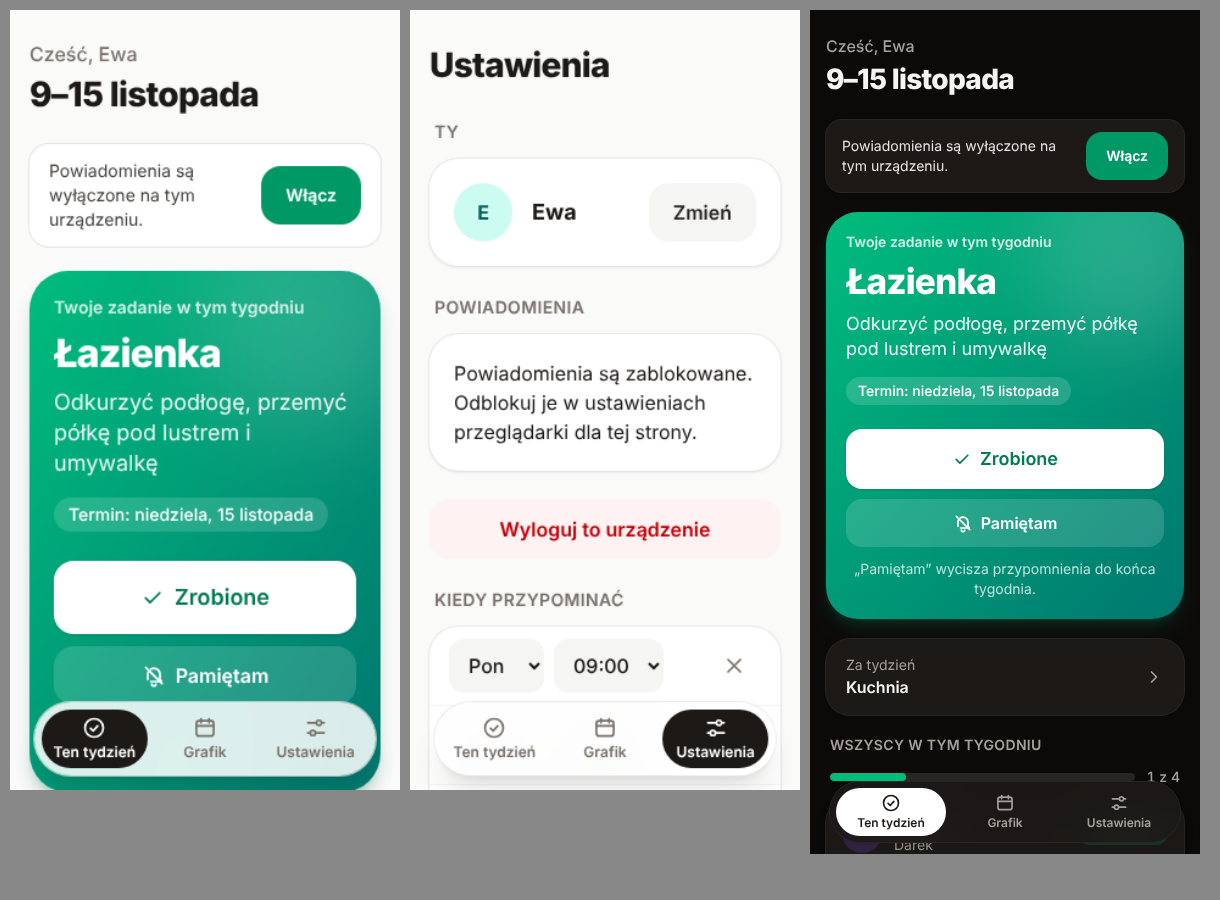 Cześć, Ewa
9–15 listopada
Powiadomienia są
wyłączone na tym
urządzeniu.
Włącz
Twoje zadanie w tym tygodniu
Łazienka
Odkurzyć podłogę, przemyć
półkę pod lustrem i
umywalkę
Termin: niedziela, 15 listopada
Zrobione
Pamiętam
Ten tydzień
Grafik
Ustawienia
Ustawienia
TY
E
Ewa
Zmień
POWIADOMIENIA
Powiadomienia są zablokowane.
Odblokuj je w ustawieniach
przeglądarki dla tej strony.
Wyloguj to urządzenie
KIEDY PRZYPOMINAĆ
Pon
09:00
Ten tydzień
Grafik
Ustawienia
Cześć, Ewa
9–15 listopada
Powiadomienia są wyłączone na
tym urządzeniu.
Włącz
Twoje zadanie w tym tygodniu
Łazienka
Odkurzyć podłogę, przemyć półkę
pod lustrem i umywalkę
Termin: niedziela, 15 listopada
Zrobione
Pamiętam
„Pamiętam” wycisza przypomnienia do końca
tygodnia.
Za tydzień
Kuchnia
WSZYSCY W TYM TYGODNIU
1 z 4
Ten tydzień
Grafik
Ustawienia
Darek